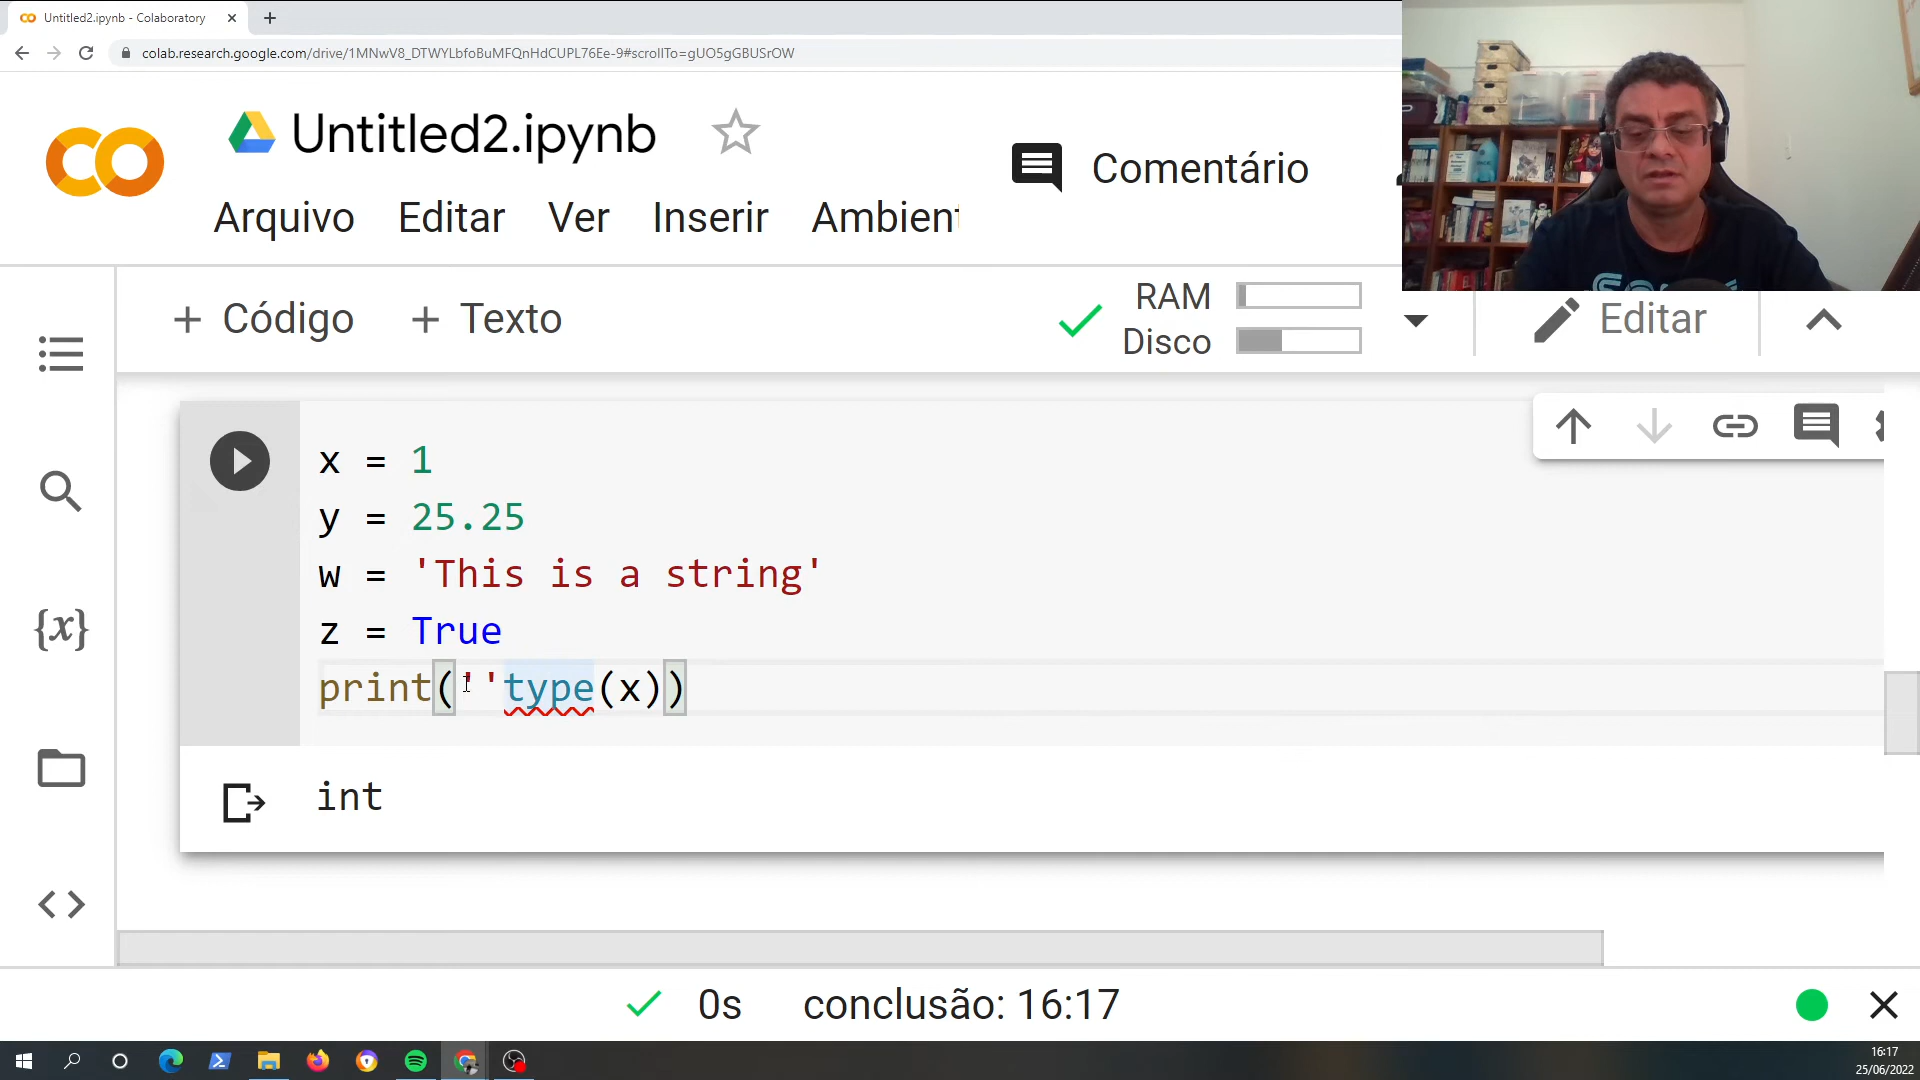 Untitled2.ipynb - Colaboratory
colab.research.google.com/drive/1MNwV8_DTWYLbfoBuMFQnHdCUPL76Ee-9#scrollTo=gUO5gGBUSrOW
Untitled2.ipynb
Comentário
Arquivo Editar Ver Inserir Ambient
+ Código + Texto
RAM
Disco
Editar
x = 1
y = 25.25
w = 'This is a string'
z = True
print(''type(x))
{x}
int
0s conclusão: 16:17
16:17
25/06/2022